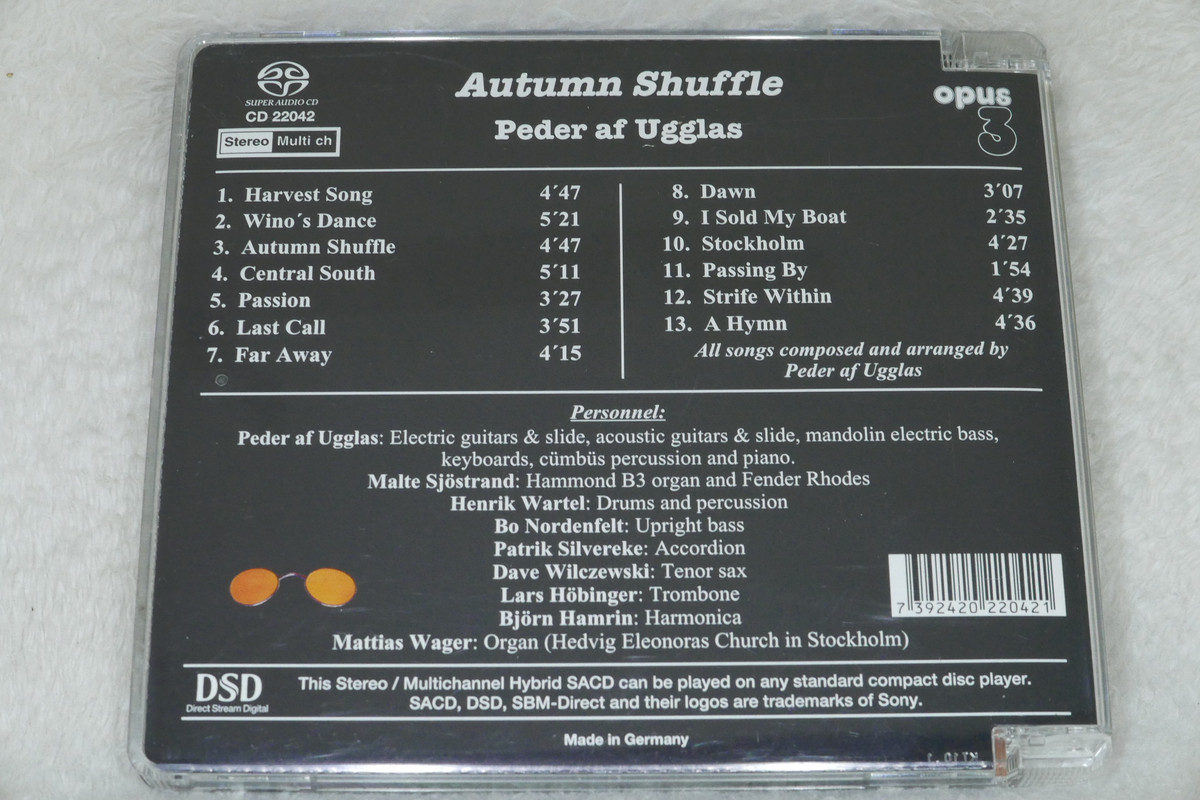 SUPER AUDIO CD
CD 22042
Stereo Multi ch
Autumn Shuffle
Peder af Ugglas
opus
3
1. Harvest Song 4´47
2. Wino´s Dance 5´21
3. Autumn Shuffle 4´47
4. Central South 5´11
5. Passion 3´27
6. Last Call 3´51
7. Far Away 4´15
8. Dawn 3´07
9. I Sold My Boat 2´35
10. Stockholm 4´27
11. Passing By 1´54
12. Strife Within 4´39
13. A Hymn 4´36
All songs composed and arranged by
Peder af Ugglas
Personnel:
Peder af Ugglas: Electric guitars & slide, acoustic guitars & slide, mandolin electric bass,
keyboards, cümbüs percussion and piano.
Malte Sjöstrand: Hammond B3 organ and Fender Rhodes
Henrik Wartel: Drums and percussion
Bo Nordenfelt: Upright bass
Patrik Silvereke: Accordion
Dave Wilczewski: Tenor sax
Lars Höbinger: Trombone
Björn Hamrin: Harmonica
Mattias Wager: Organ (Hedvig Eleonoras Church in Stockholm)
7 392420 220421
DSD
Direct Stream Digital
This Stereo / Multichannel Hybrid SACD can be played on any standard compact disc player.
SACD, DSD, SBM-Direct and their logos are trademarks of Sony.
Made in Germany